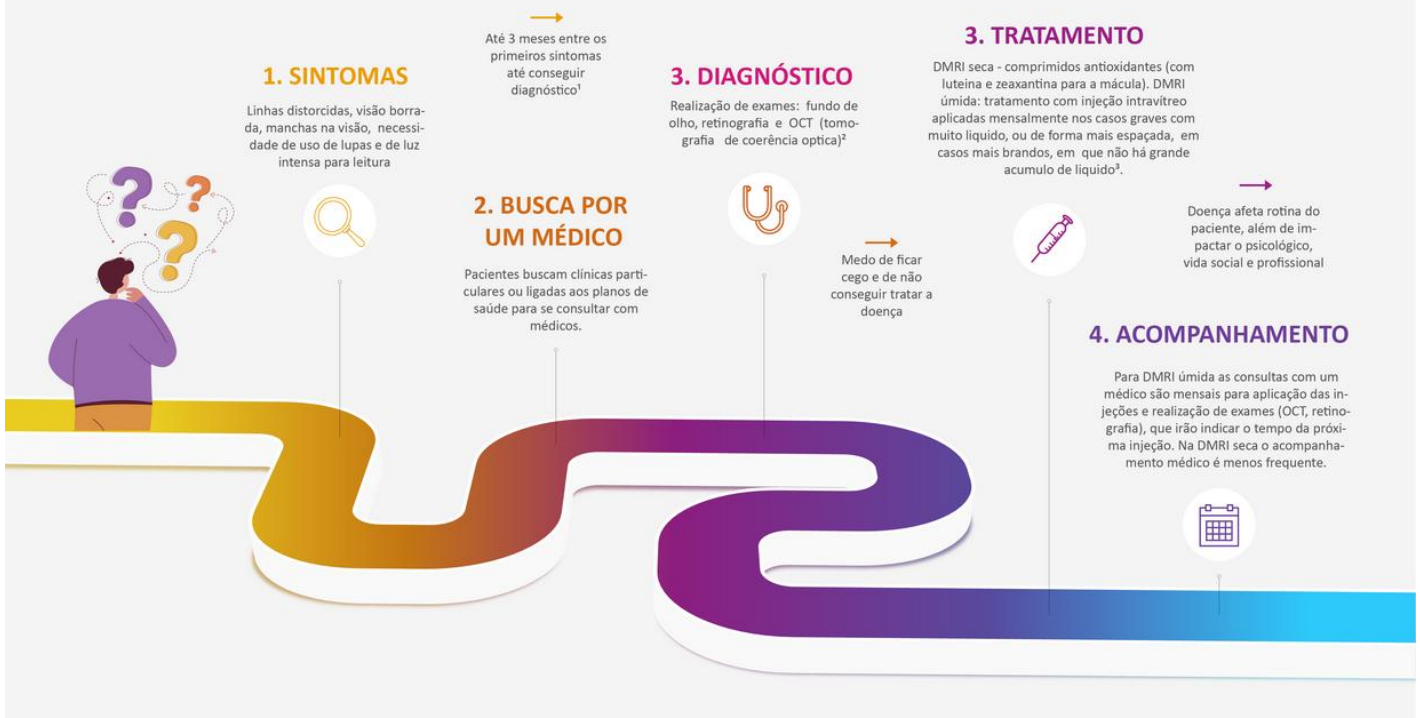 1. SINTOMAS
Linhas distorcidas, visão borra-
da, manchas na visão, necessi-
dade de uso de lupas e de luz
intensa para leitura
Até 3 meses entre os
primeiros sintomas
até conseguir
diagnóstico¹
2. BUSCA POR
UM MÉDICO
Pacientes buscam clínicas parti-
culares ou ligadas aos planos de
saúde para se consultar com
médicos.
3. DIAGNÓSTICO
Realização de exames: fundo de
olho, retinografia e OCT (tomo-
grafia de coerência optica)²
Medo de ficar
cego e de não
conseguir tratar a
doença
3. TRATAMENTO
DMRI seca - comprimidos antioxidantes (com
luteina e zeaxantina para a mácula). DMRI
úmida: tratamento com injeção intravítreo
aplicadas mensalmente nos casos graves com
muito liquido, ou de forma mais espaçada, em
casos mais brandos, em que não há grande
acumulo de liquido³.
Doença afeta rotina do
paciente, além de im-
pactar o psicológico,
vida social e profissional
4. ACOMPANHAMENTO
Para DMRI úmida as consultas com um
médico são mensais para aplicação das in-
jeções e realização de exames (OCT, retino-
grafia), que irão indicar o tempo da próxi-
ma injeção. Na DMRI seca o acompanha-
mento médico é menos frequente.